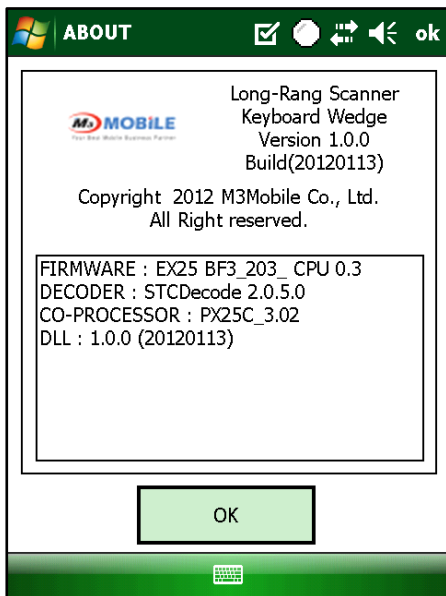 ABOUT
ok
M3 MOBILE
Your Best Mobile Business Partner
Long-Rang Scanner
Keyboard Wedge
Version 1.0.0
Build(20120113)
Copyright 2012 M3Mobile Co., Ltd.
All Right reserved.
FIRMWARE : EX25 BF3_203_ CPU 0.3
DECODER : STCDecode 2.0.5.0
CO-PROCESSOR : PX25C_3.02
DLL : 1.0.0 (20120113)
OK